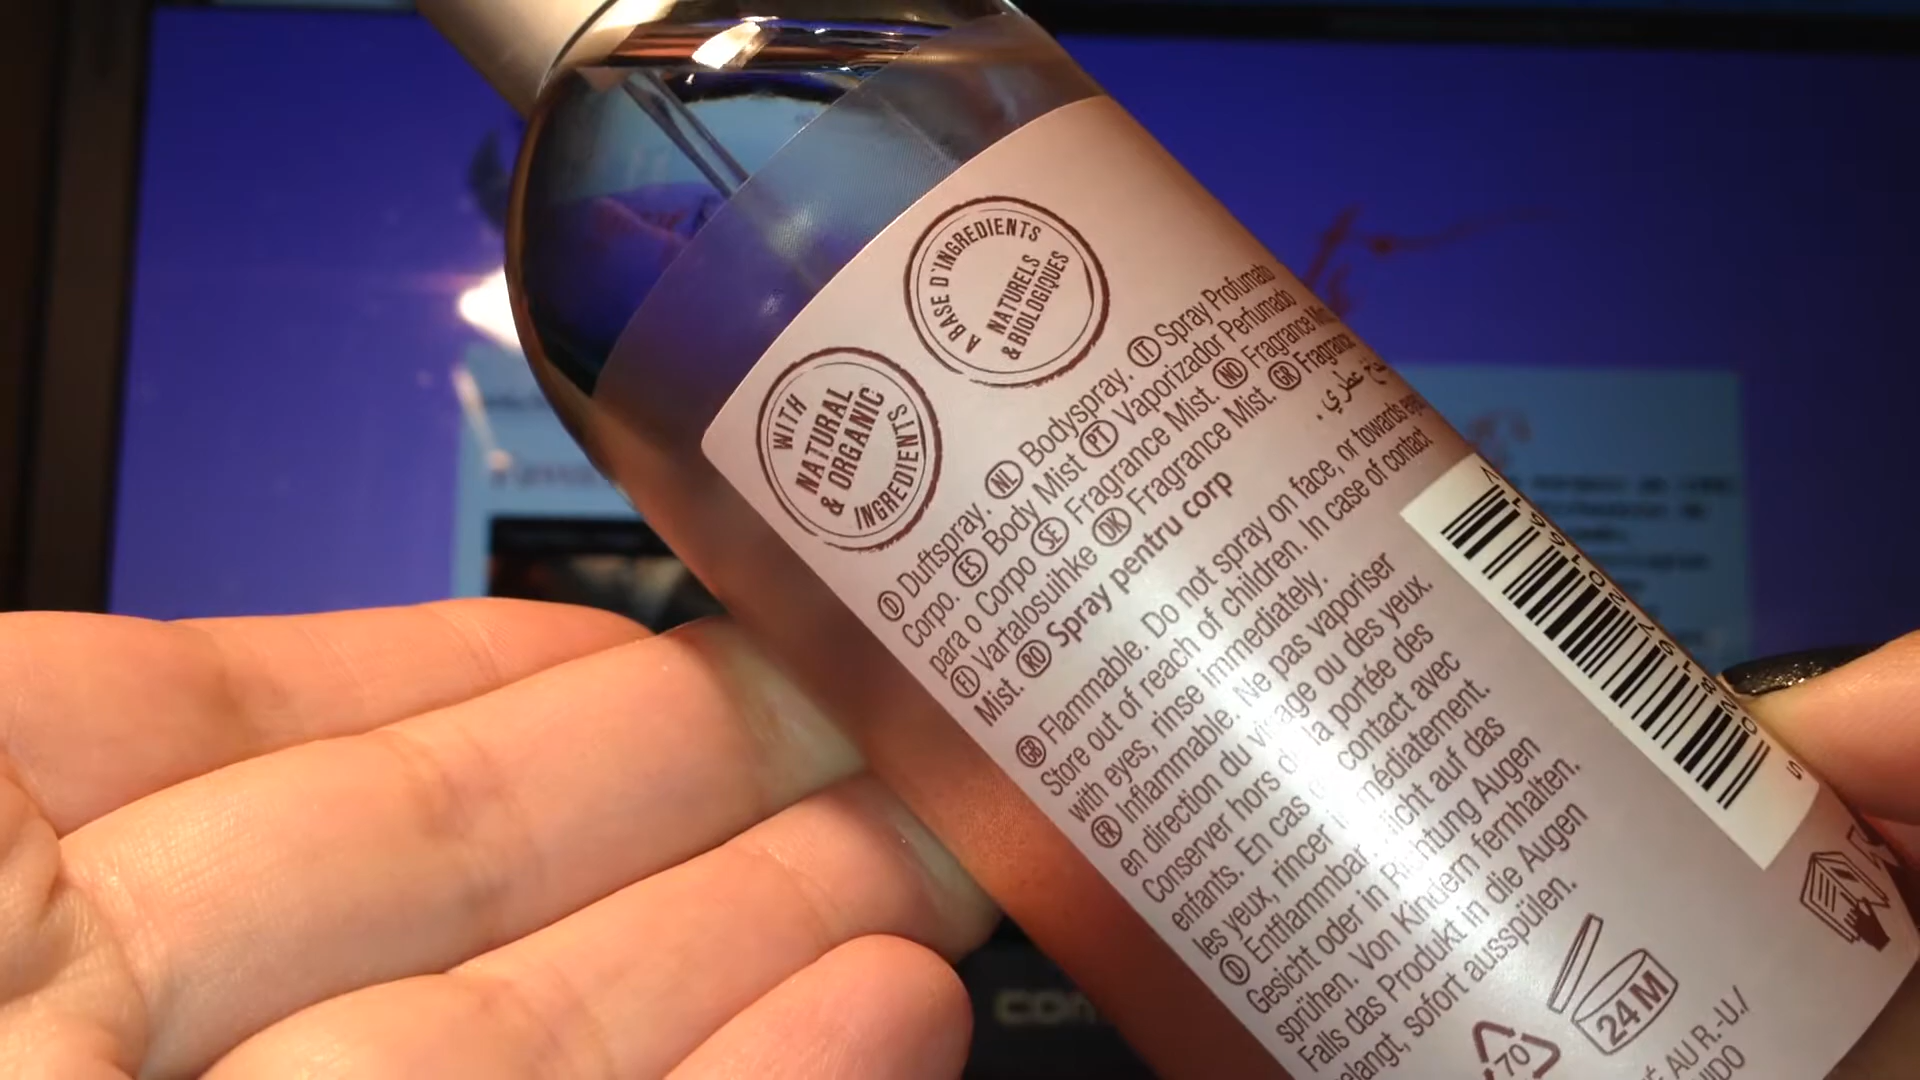 WITH
NATURAL
& ORGANIC
INGREDIENTS
A BASE D'INGREDIENTS
NATURELS
& BIOLOGIQUES
D Duftspray. NL Bodyspray. IT Spray Profumato
Corpo. ES Body Mist PT Vaporizador Perfumado
para o Corpo SE Fragrance Mist. NO Fragrance
FI Vartalosuihke DK Fragrance Mist. GR Fragrance
Mist. RO Spray pentru corp
عطري .
GB Flammable. Do not spray on face, or towards
Store out of reach of children. In case of contact
with eyes, rinse immediately.
FR Inflammable. Ne pas vaporiser
en direction du visage ou des yeux.
Conserver hors de la portée des
enfants. En cas de contact avec
les yeux, rincer immédiatement.
D Entflammbar. Nicht auf das
Gesicht oder in Richtung Augen
sprühen. Von Kindern fernhalten.
Falls das Produkt in die Augen
gelangt, sofort ausspülen.
24 M
70
AU R.-U./